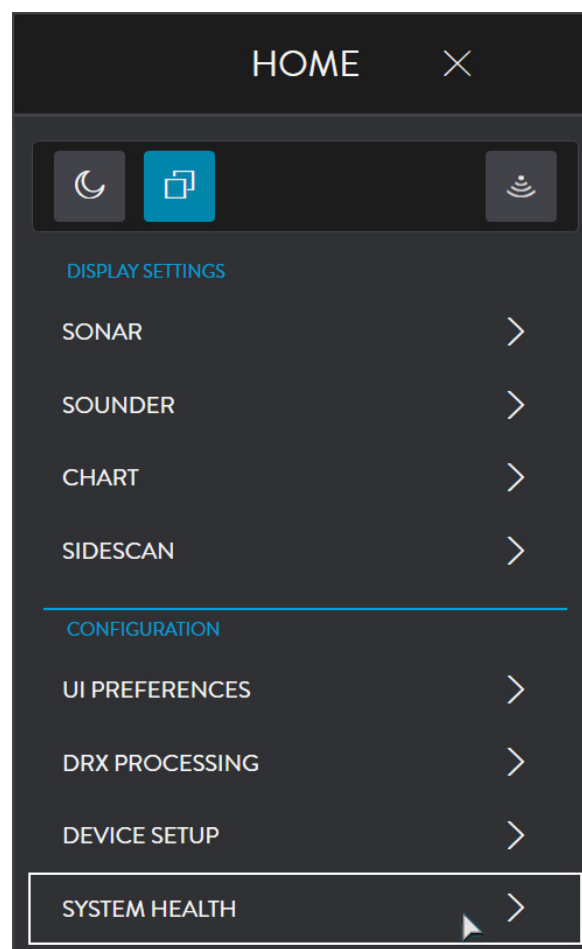 HOME
DISPLAY SETTINGS
SONAR
SOUNDER
CHART
SIDESCAN
CONFIGURATION
UI PREFERENCES
DRX PROCESSING
DEVICE SETUP
SYSTEM HEALTH